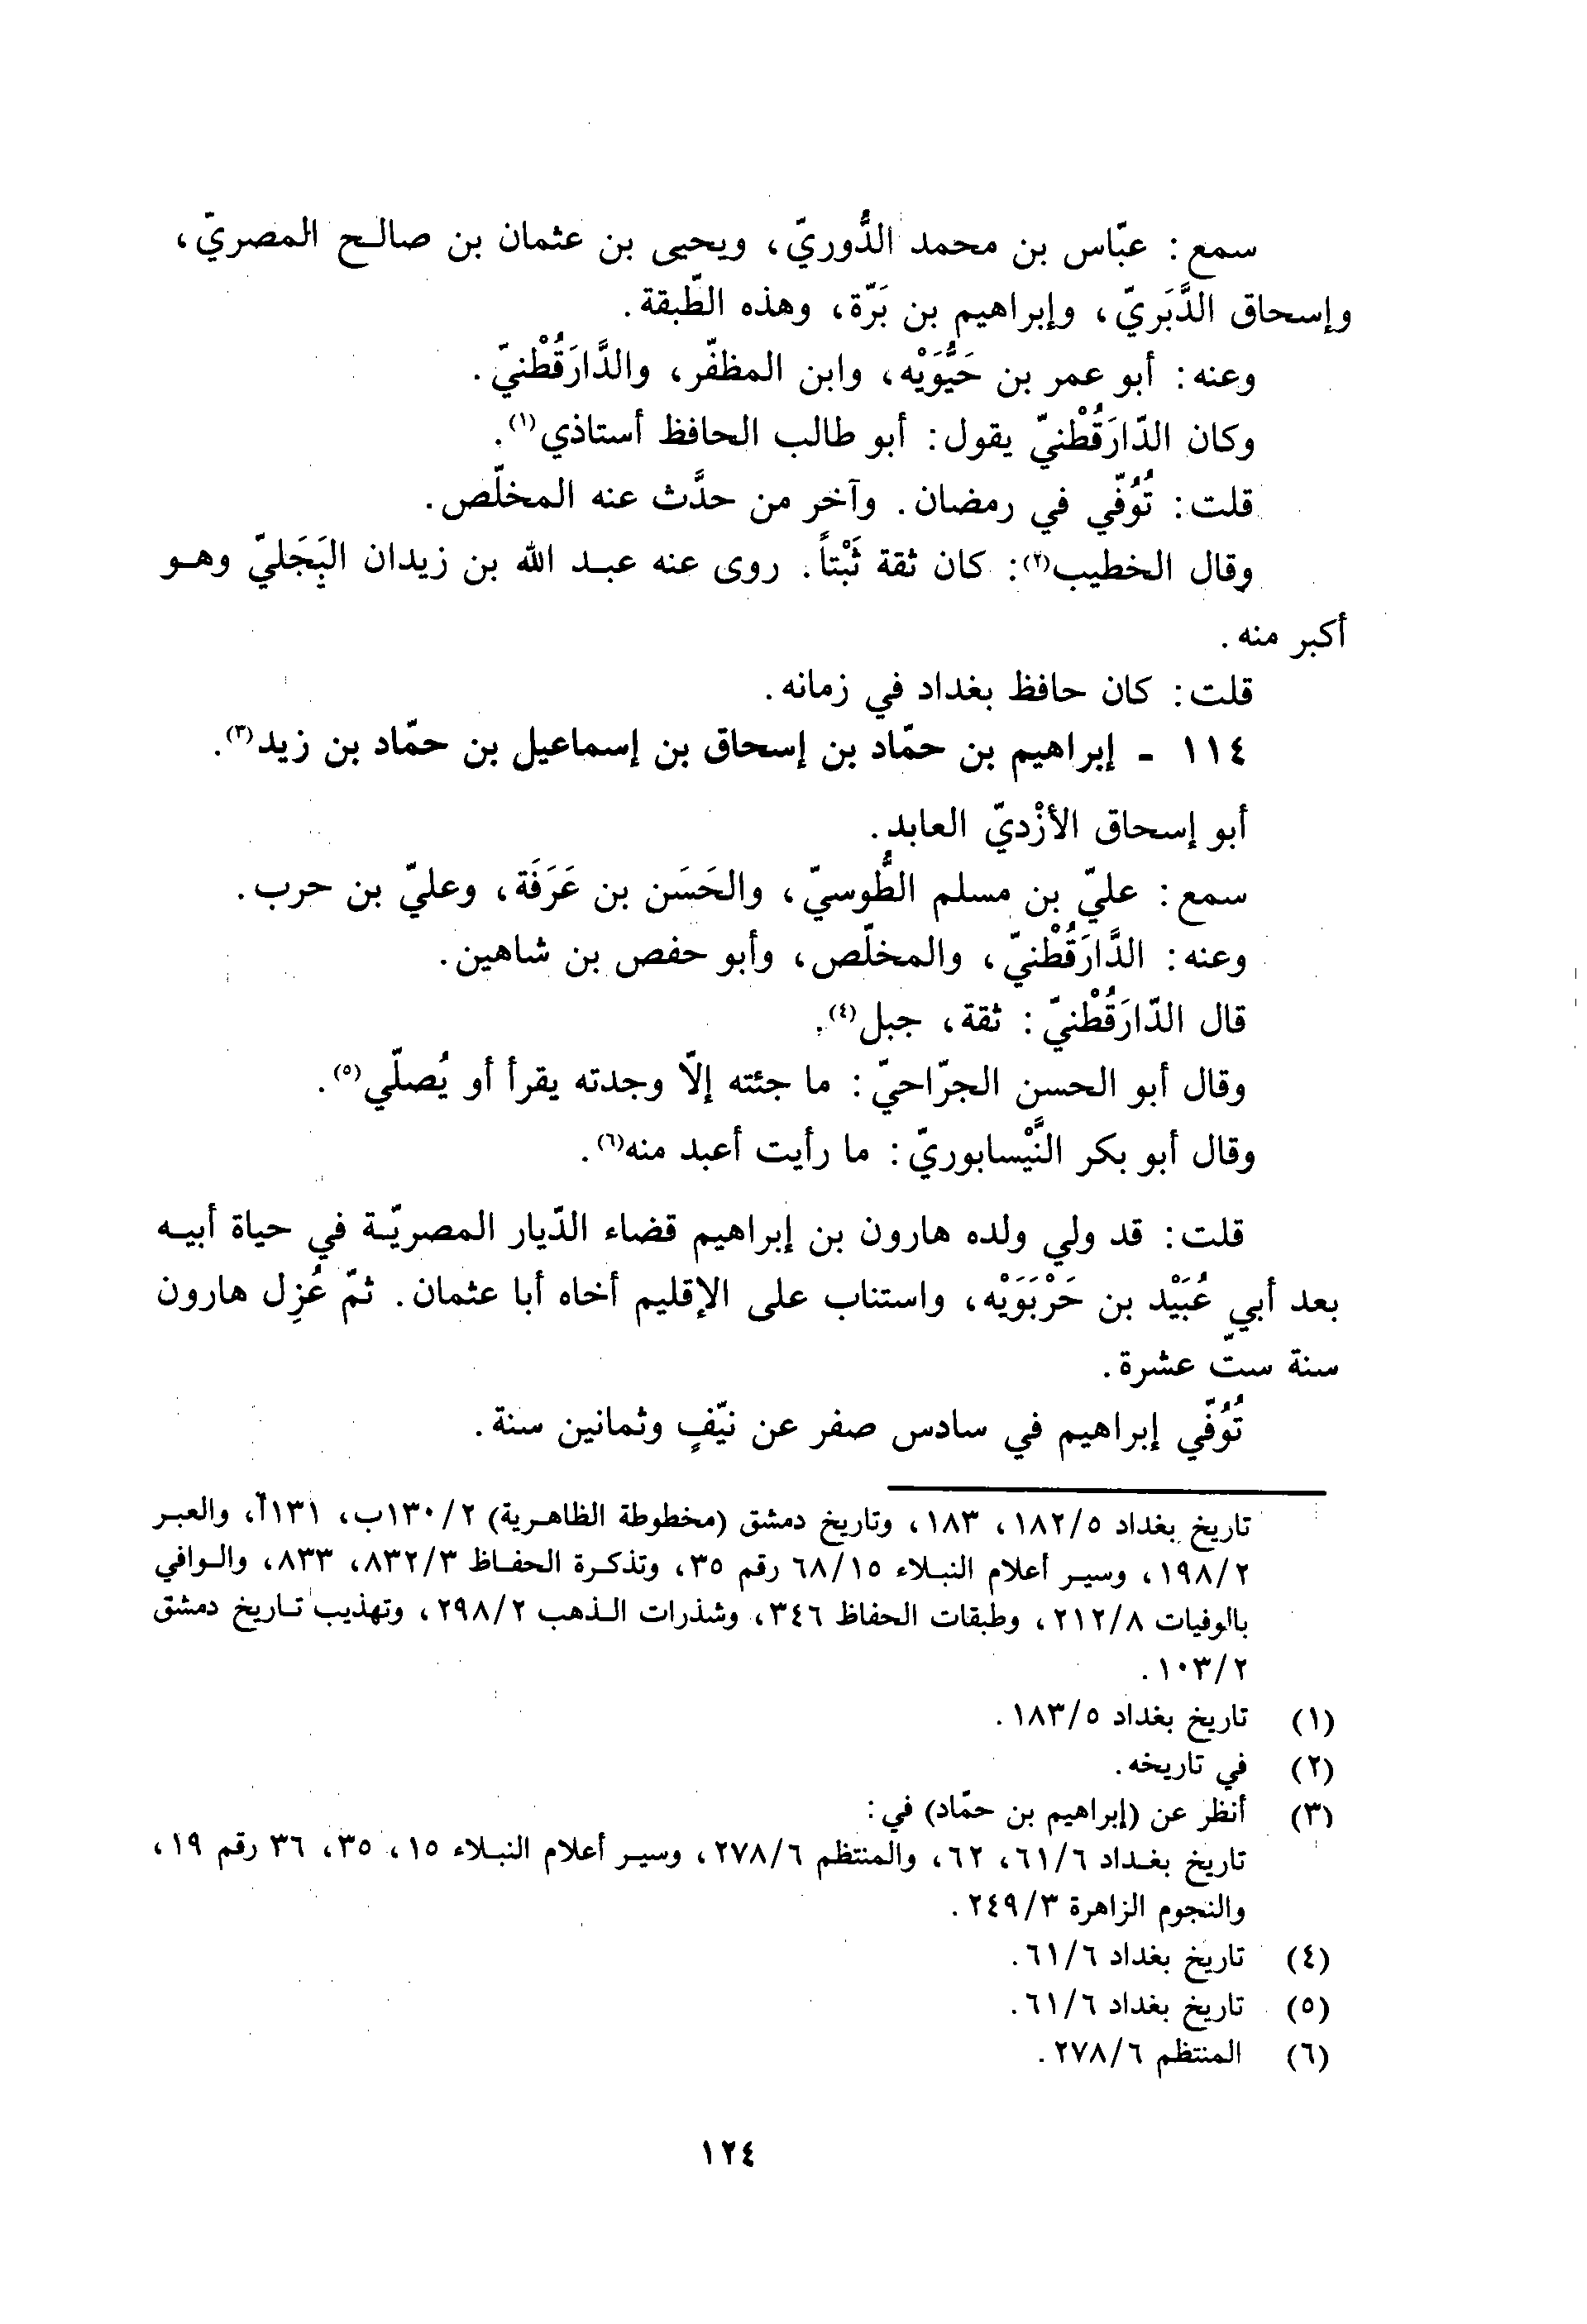 سمع : عبّاس بن محمد الدُّوريّ، ويحيى بن عثمان بن صالح المصريّ،
وإسحاق الدَّبَريّ، وإبراهيم بن بَرّة، وهذه الطّبقة.
وعنه: أبو عمر بن حَيُّوَيْه، وابن المظفّر، والدَّارَقُطْنيّ.
وكان الدّارَقُطْنيّ يقول: أبو طالب الحافظ أستاذي(١).
قلت: تُوُفّي في رمضان. وآخر من حدَّث عنه المخلّص.
وقال الخطيب(٢): كان ثقة ثَبْتاً. روى عنه عبد الله بن زيدان البَجَليّ وهو
أكبر منه.
قلت: كان حافظ بغداد في زمانه.
١١٤ - إبراهيم بن حمّاد بن إسحاق بن إسماعيل بن حمّاد بن زيد(٣).
أبو إسحاق الأزْديّ العابد.
سمع : عليّ بن مسلم الطُّوسيّ، والحَسَن بن عَرَفَة، وعليّ بن حرب.
وعنه: الدَّارَقُطْنيّ، والمخلّص، وأبو حفص بن شاهين.
قال الدّارَقُطْنيّ: ثقة، جبل(٤).
وقال أبو الحسن الجرّاحيّ: ما جئته إلّا وجدته يقرأ أو يُصلّي(٥).
وقال أبو بكر النَّيْسابوريّ: ما رأيت أعبد منه(٦).
قلت: قد ولي ولده هارون بن إبراهيم قضاء الدّيار المصريّة في حياة أبيه
بعد أبي عُبَيْد بن حَرْبَوَيْه، واستناب على الإقليم أخاه أبا عثمان. ثمّ عُزِل هارون
سنة ستّ عشرة.
تُوُفّي إبراهيم في سادس صفر عن نيّفٍ وثمانين سنة.
تاريخ بغداد ١٨٢/٥، ١٨٣، وتاريخ دمشق (مخطوطة الظاهرية) ١٣٠/٢ب، ١٣١أ، والعبر
١٩٨/٢، وسير أعلام النبلاء ٦٨/١٥ رقم ٣٥، وتذكرة الحفاظ ٨٣٢/٣، ٨٣٣، والوافي
بالوفيات ٢١٢/٨، وطبقات الحفاظ ٣٤٦، وشذرات الذهب ٢٩٨/٢، وتهذيب تاريخ دمشق
١٠٣/٢.
(١) تاريخ بغداد ١٨٣/٥.
(٢) في تاريخه.
(٣) أنظر عن (إبراهيم بن حمّاد) في:
تاريخ بغداد ٦١/٦، ٦٢، والمنتظم ٢٧٨/٦، وسير أعلام النبلاء ١٥، ٣٥، ٣٦ رقم ١٩،
والنجوم الزاهرة ٢٤٩/٣.
(٤) تاريخ بغداد ٦١/٦.
(٥) تاريخ بغداد ٦١/٦.
(٦) المنتظم ٢٧٨/٦.
١٢٤